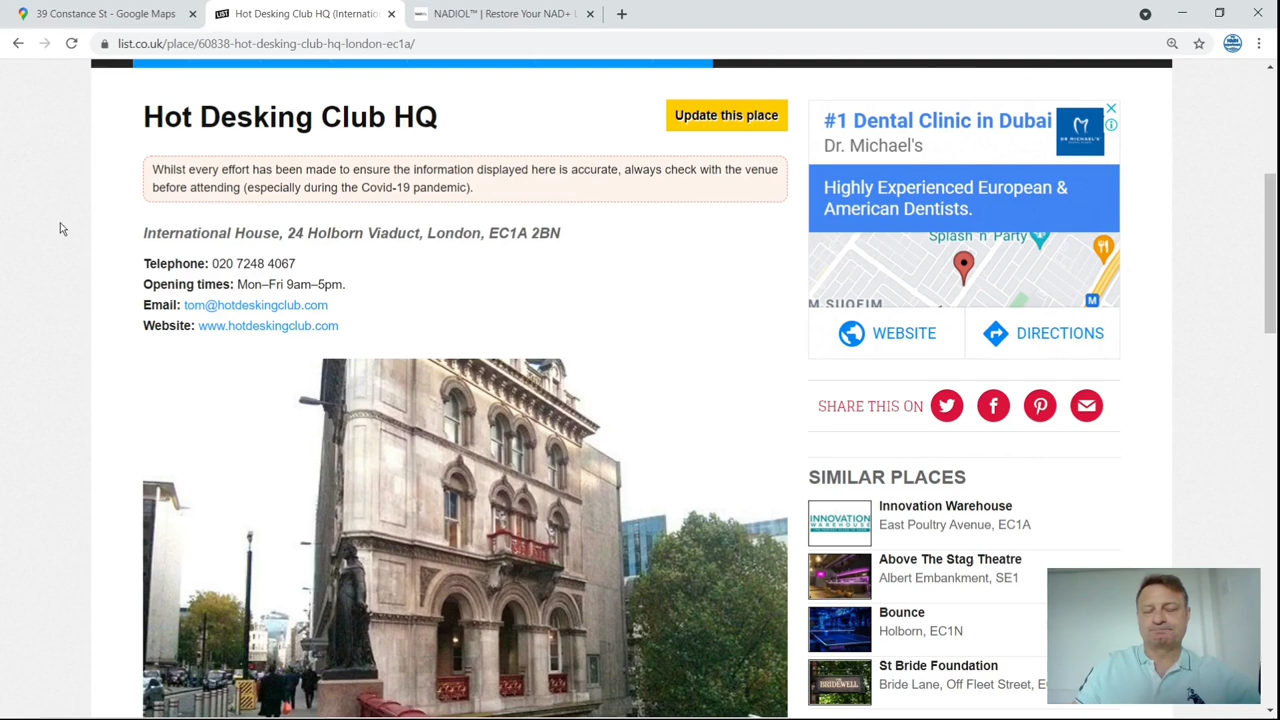 39 Constance St - Google Maps
Hot Desking Club HQ (Internatio
NADIOL™ | Restore Your NAD+ L
list.co.uk/place/60838-hot-desking-club-hq-london-ec1a/
Hot Desking Club HQ
Update this place
Whilst every effort has been made to ensure the information displayed here is accurate, always check with the venue
before attending (especially during the Covid-19 pandemic).
International House, 24 Holborn Viaduct, London, EC1A 2BN
Telephone: 020 7248 4067
Opening times: Mon–Fri 9am–5pm.
Email: tom@hotdeskingclub.com
Website: www.hotdeskingclub.com
#1 Dental Clinic in Dubai
Dr. Michael's
DR MICHAEL'S
Highly Experienced European &
American Dentists.
Splash 'n' Party
M SUQEIM
M
WEBSITE
DIRECTIONS
SHARE THIS ON
SIMILAR PLACES
INNOVATION
WAREHOUSE
Innovation Warehouse
East Poultry Avenue, EC1A
Above The Stag Theatre
Albert Embankment, SE1
Bounce
Holborn, EC1N
BRIDEWELL
St Bride Foundation
Bride Lane, Off Fleet Street, E